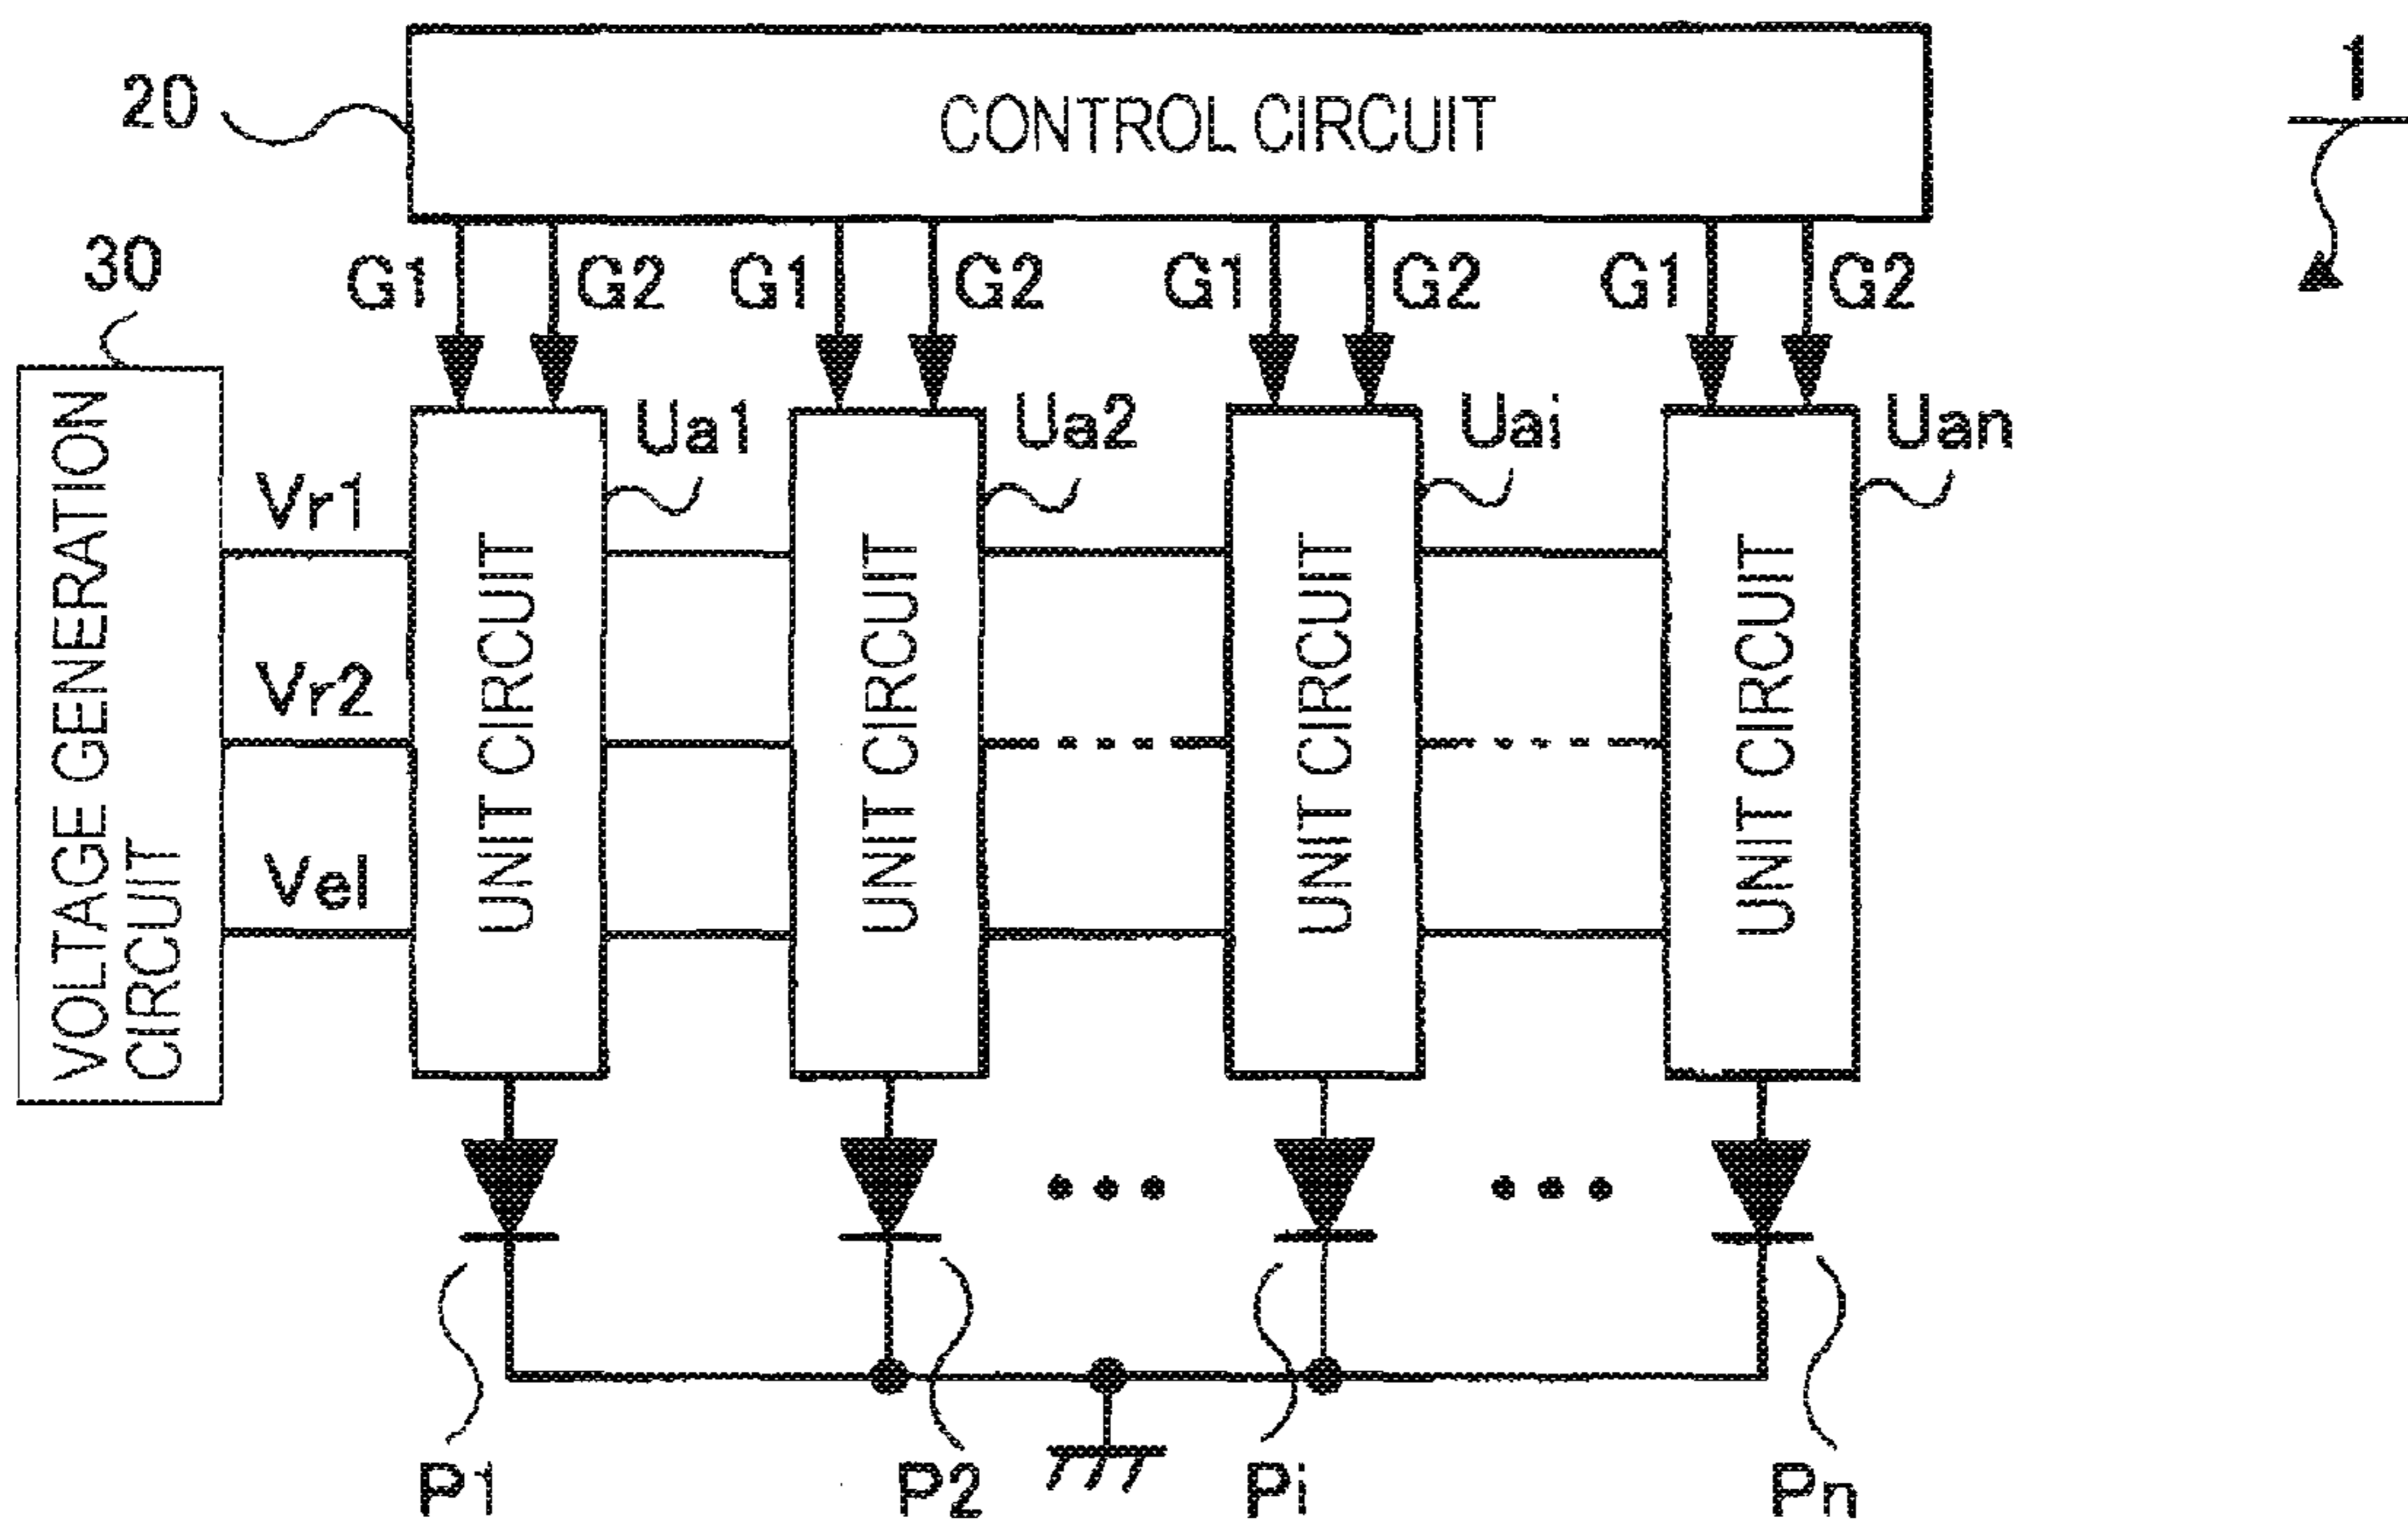 1
20
CONTROL CIRCUIT
30
G1 G2 G1 G2 G1 G2 G1 G2
Ua1 Ua2 Uai Uan
VOLTAGE GENERATION
CIRCUIT
Vr1
Vr2
Vel
UNIT CIRCUIT
UNIT CIRCUIT
UNIT CIRCUIT
UNIT CIRCUIT
P1 P2 Pi Pn